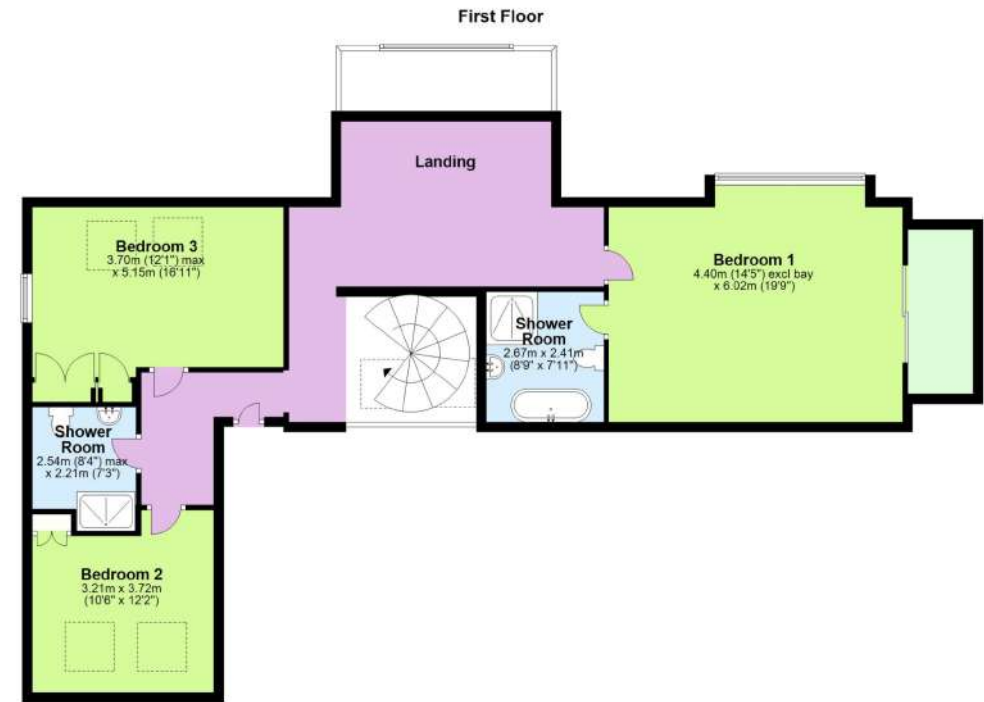 First Floor
Landing
Bedroom 3
3.70m (12'1") max
x 5.15m (16'11")
Bedroom 1
4.40m (14'5") excl bay
x 6.02m (19'9")
Shower
Room
2.67m x 2.41m
(8'9" x 7'11")
Shower
Room
2.54m (8'4") max
x 2.21m (7'3")
Bedroom 2
3.21m x 3.72m
(10'6" x 12'2")